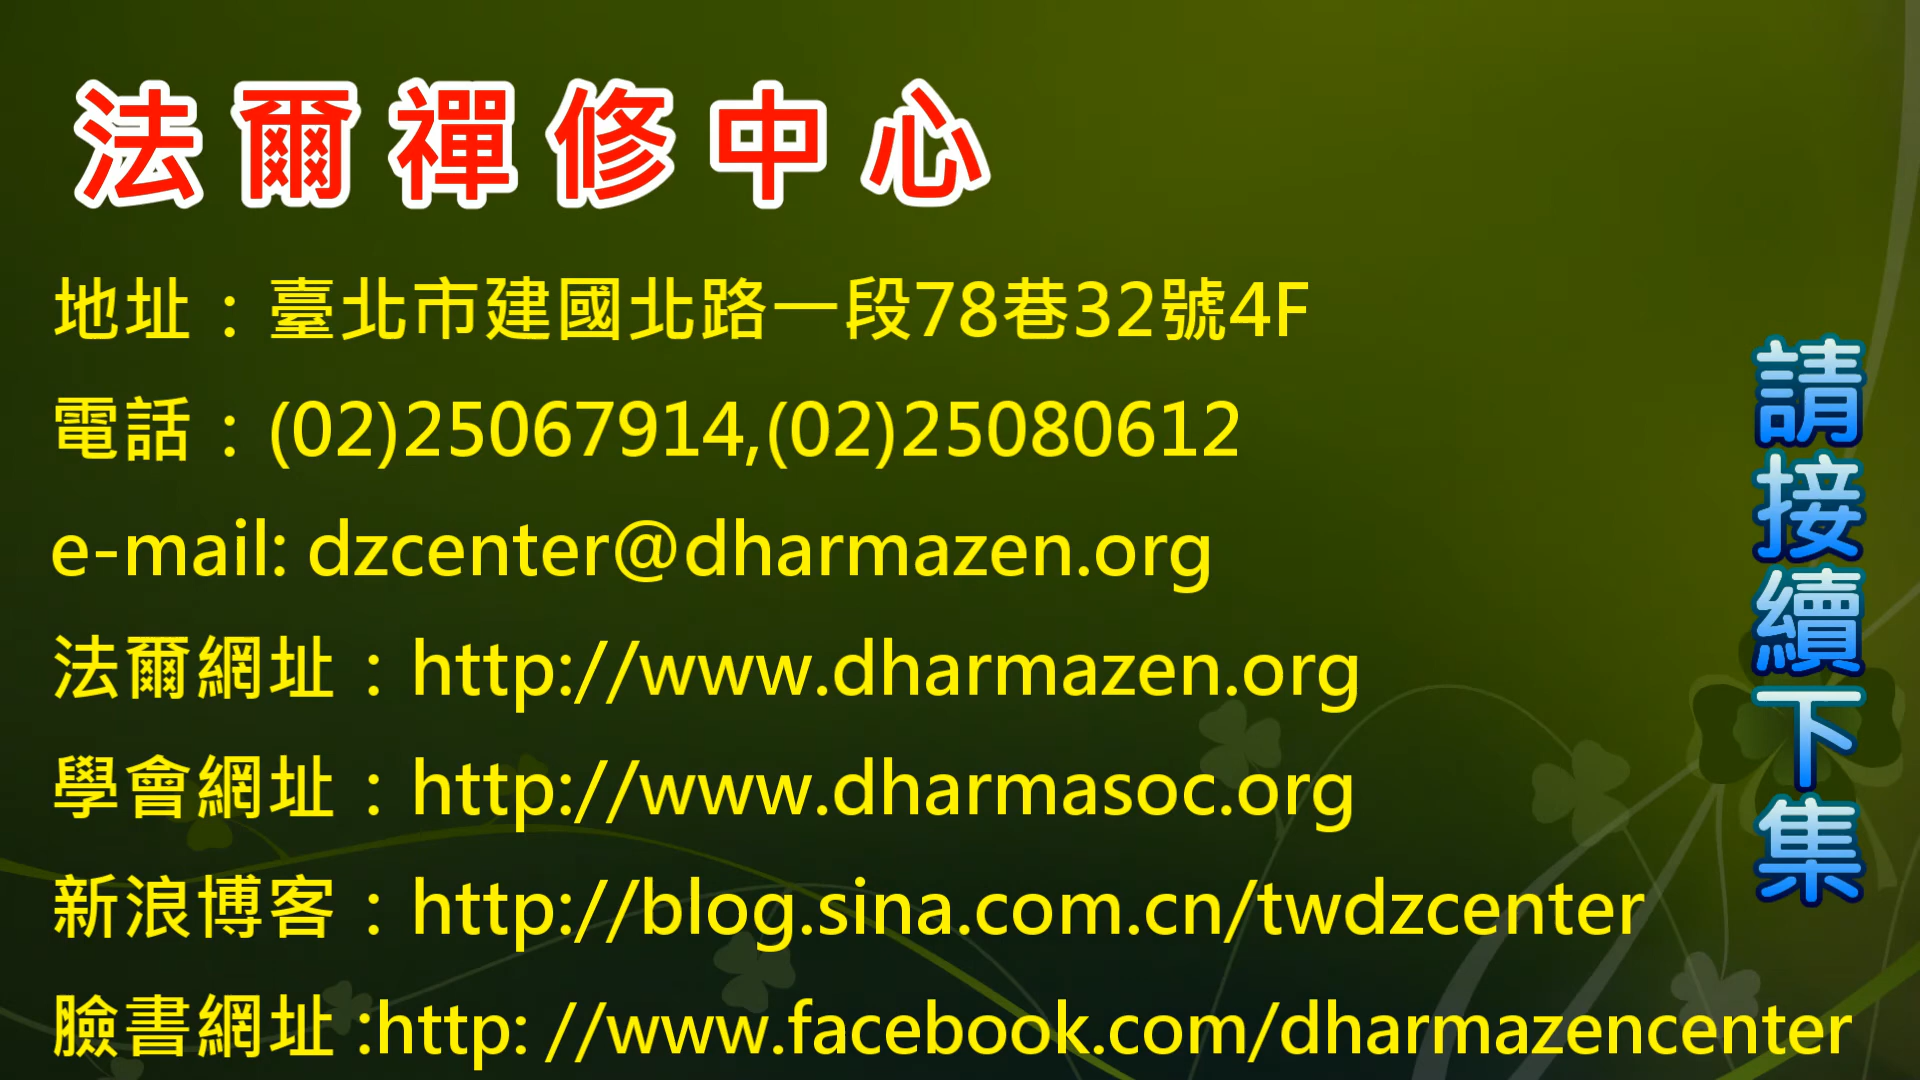 法爾禪修中心
地址：臺北市建國北路一段78巷32號4F
電話：(02)25067914,(02)25080612
e-mail: dzcenter@dharmazen.org
法爾網址：http://www.dharmazen.org
學會網址：http://www.dharmasoc.org
新浪博客：http://blog.sina.com.cn/twdzcenter
臉書網址 :http: //www.facebook.com/dharmazencenter
請接續下集